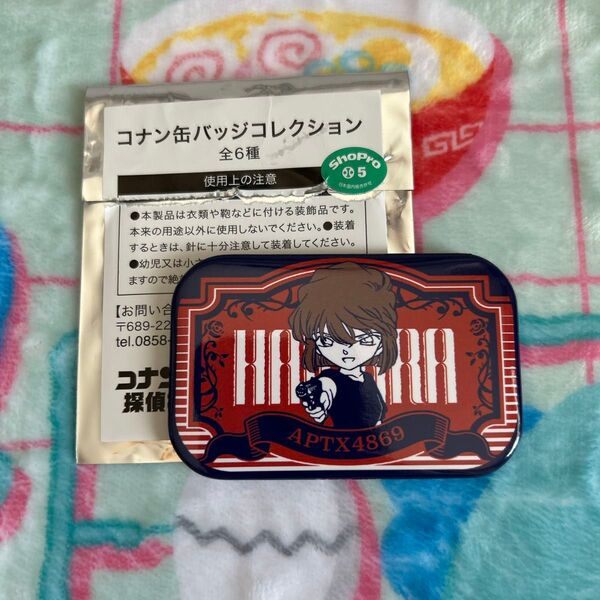 コナン缶バッジコレクション
全6種
使用上の注意
ShoPro
5
●本製品は衣類や鞄などに付ける装飾品です。
本来の用途以外に使用しないでください。●装着
するときは、針に十分注意して装着してください。
●幼児又は小さ
ますので絶
【お問い合
〒689-22
tel.0858-
コナン
探偵
APTX4869